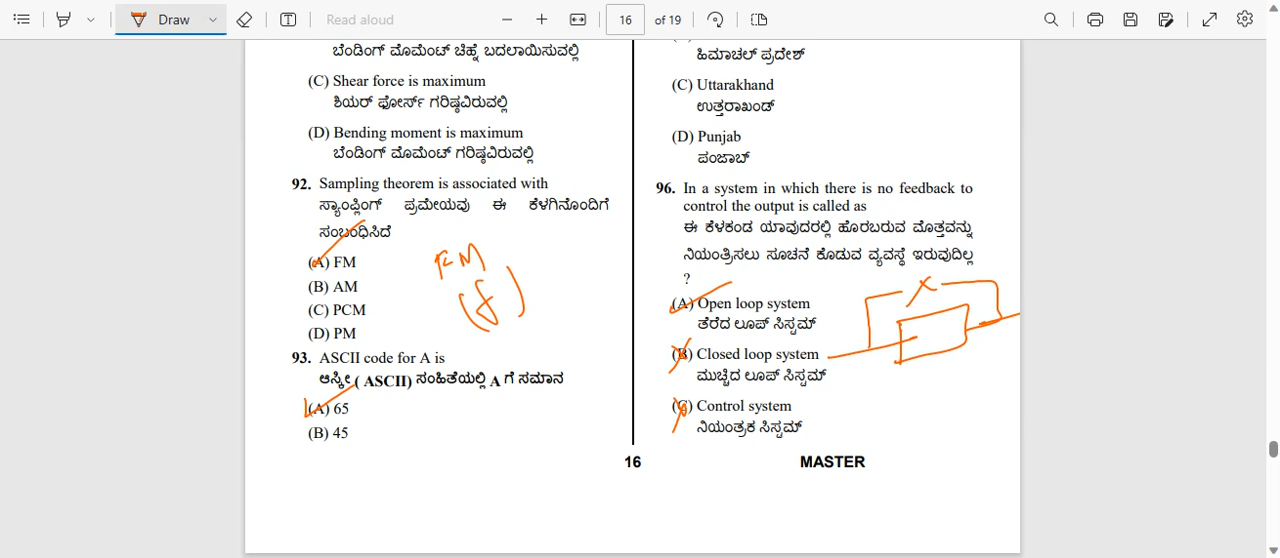 Draw
Read aloud
16
of 19
ಬೆಂಡಿಂಗ್ ಮೊಮೆಂಟ್ ಚಿಹ್ನೆ ಬದಲಾಯಿಸುವಲ್ಲಿ
(C) Shear force is maximum
ಶಿಯರ್ ಫೋರ್ಸ್ ಗರಿಷ್ಠವಿರುವಲ್ಲಿ
(D) Bending moment is maximum
ಬೆಂಡಿಂಗ್ ಮೊಮೆಂಟ್ ಗರಿಷ್ಠವಿರುವಲ್ಲಿ
92. Sampling theorem is associated with
ಸ್ಯಾಂಪ್ಲಿಂಗ್ ಪ್ರಮೇಯವು ಈ ಕೆಳಗಿನೊಂದಿಗೆ
ಸಂಬಂಧಿಸಿದೆ
(A) FM
(B) AM
(C) PCM
(D) PM
FM
(f)
93. ASCII code for A is
ಆಸ್ಕೀ ( ASCII) ಸಂಹಿತೆಯಲ್ಲಿ A ಗೆ ಸಮಾನ
(A) 65
(B) 45
ಹಿಮಾಚಲ್ ಪ್ರದೇಶ್
(C) Uttarakhand
ಉತ್ತರಾಖಂಡ್
(D) Punjab
ಪಂಜಾಬ್
96. In a system in which there is no feedback to
control the output is called as
ಈ ಕೆಳಕಂಡ ಯಾವುದರಲ್ಲಿ ಹೊರಬರುವ ಮೊತ್ತವನ್ನು
ನಿಯಂತ್ರಿಸಲು ಸೂಚನೆ ಕೊಡುವ ವ್ಯವಸ್ಥೆ ಇರುವುದಿಲ್ಲ
?
(A) Open loop system
ತೆರೆದ ಲೂಪ್ ಸಿಸ್ಟಮ್
(B) Closed loop system
ಮುಚ್ಚಿದ ಲೂಪ್ ಸಿಸ್ಟಮ್
(C) Control system
ನಿಯಂತ್ರಕ ಸಿಸ್ಟಮ್
16
MASTER